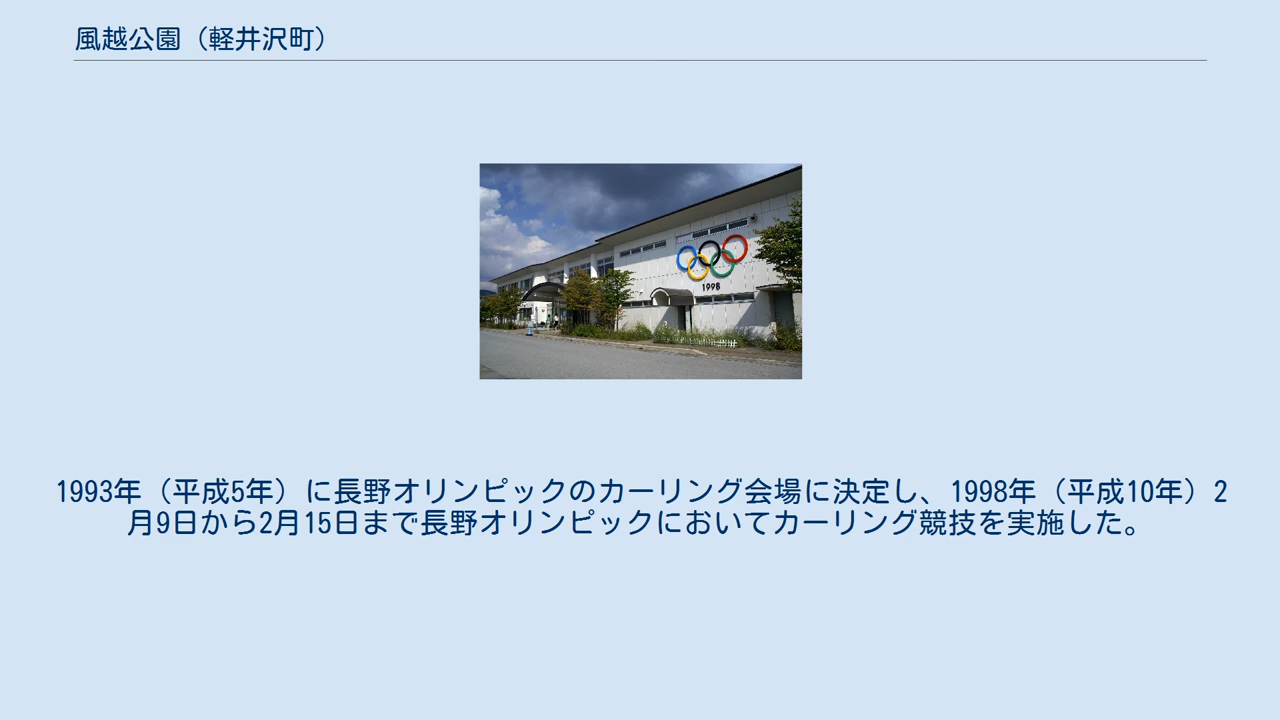 風越公園（軽井沢町）
1998
1993年（平成5年）に長野オリンピックのカーリング会場に決定し、1998年（平成10年）2
月9日から2月15日まで長野オリンピックにおいてカーリング競技を実施した。